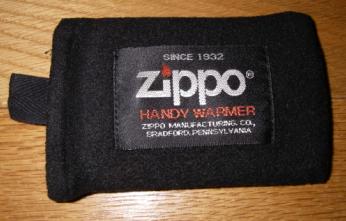 SINCE 1932
zippo®
HANDY WARMER
ZIPPO MANUFACTURING. CO.,
BRADFORD.PENNSYLVANIA